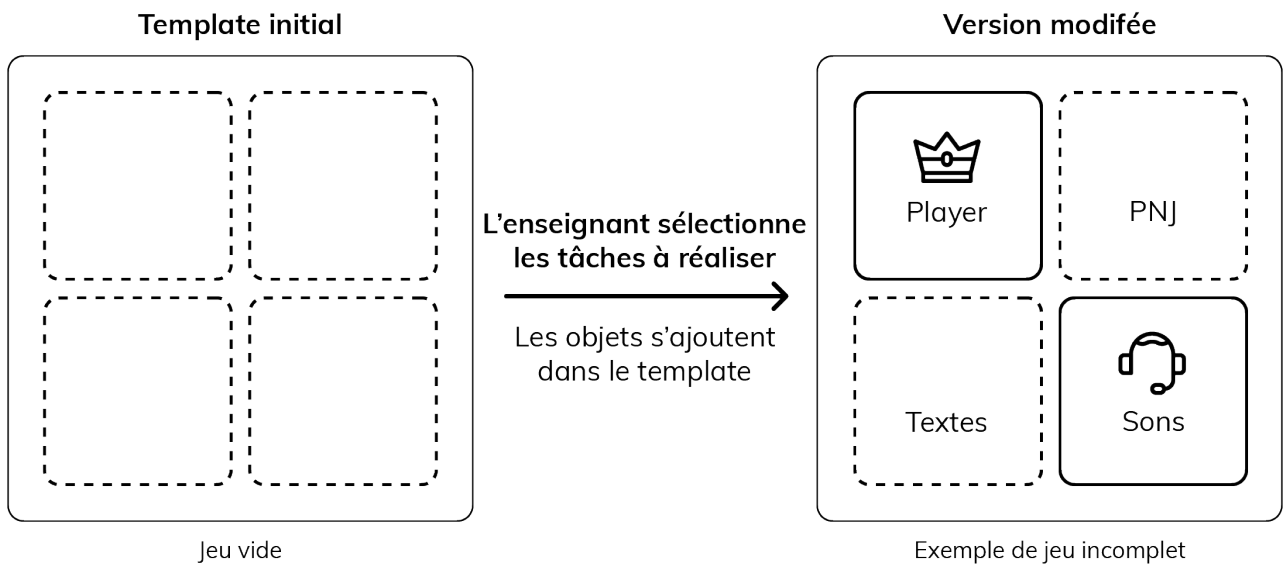 Template initial
Version modifée
L'enseignant sélectionne
les tâches à réaliser
Les objets s'ajoutent
dans le template
Player
PNJ
Textes
Sons
Jeu vide
Exemple de jeu incomplet